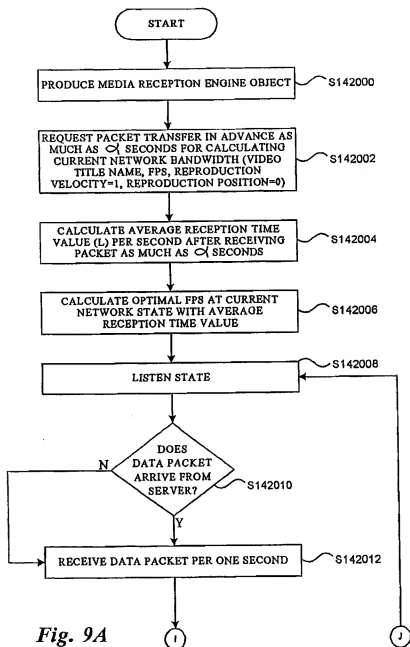 START
PRODUCE MEDIA RECEPTION ENGINE OBJECT
S142000
REQUEST PACKET TRANSFER IN ADVANCE AS
MUCH AS α SECONDS FOR CALCULATING
CURRENT NETWORK BANDWIDTH (VIDEO
TITLE NAME, FPS, REPRODUCTION
VELOCITY=1, REPRODUCTION POSITION=0)
S142002
CALCULATE AVERAGE RECEPTION TIME
VALUE (L) PER SECOND AFTER RECEIVING
PACKET AS MUCH AS α SECONDS
S142004
CALCULATE OPTIMAL FPS AT CURRENT
NETWORK STATE WITH AVERAGE
RECEPTION TIME VALUE
S142006
S142008
LISTEN STATE
DOES
DATA PACKET
ARRIVE FROM
SERVER?
N
S142010
Y
RECEIVE DATA PACKET PER ONE SECOND
S142012
Fig. 9A
I
J